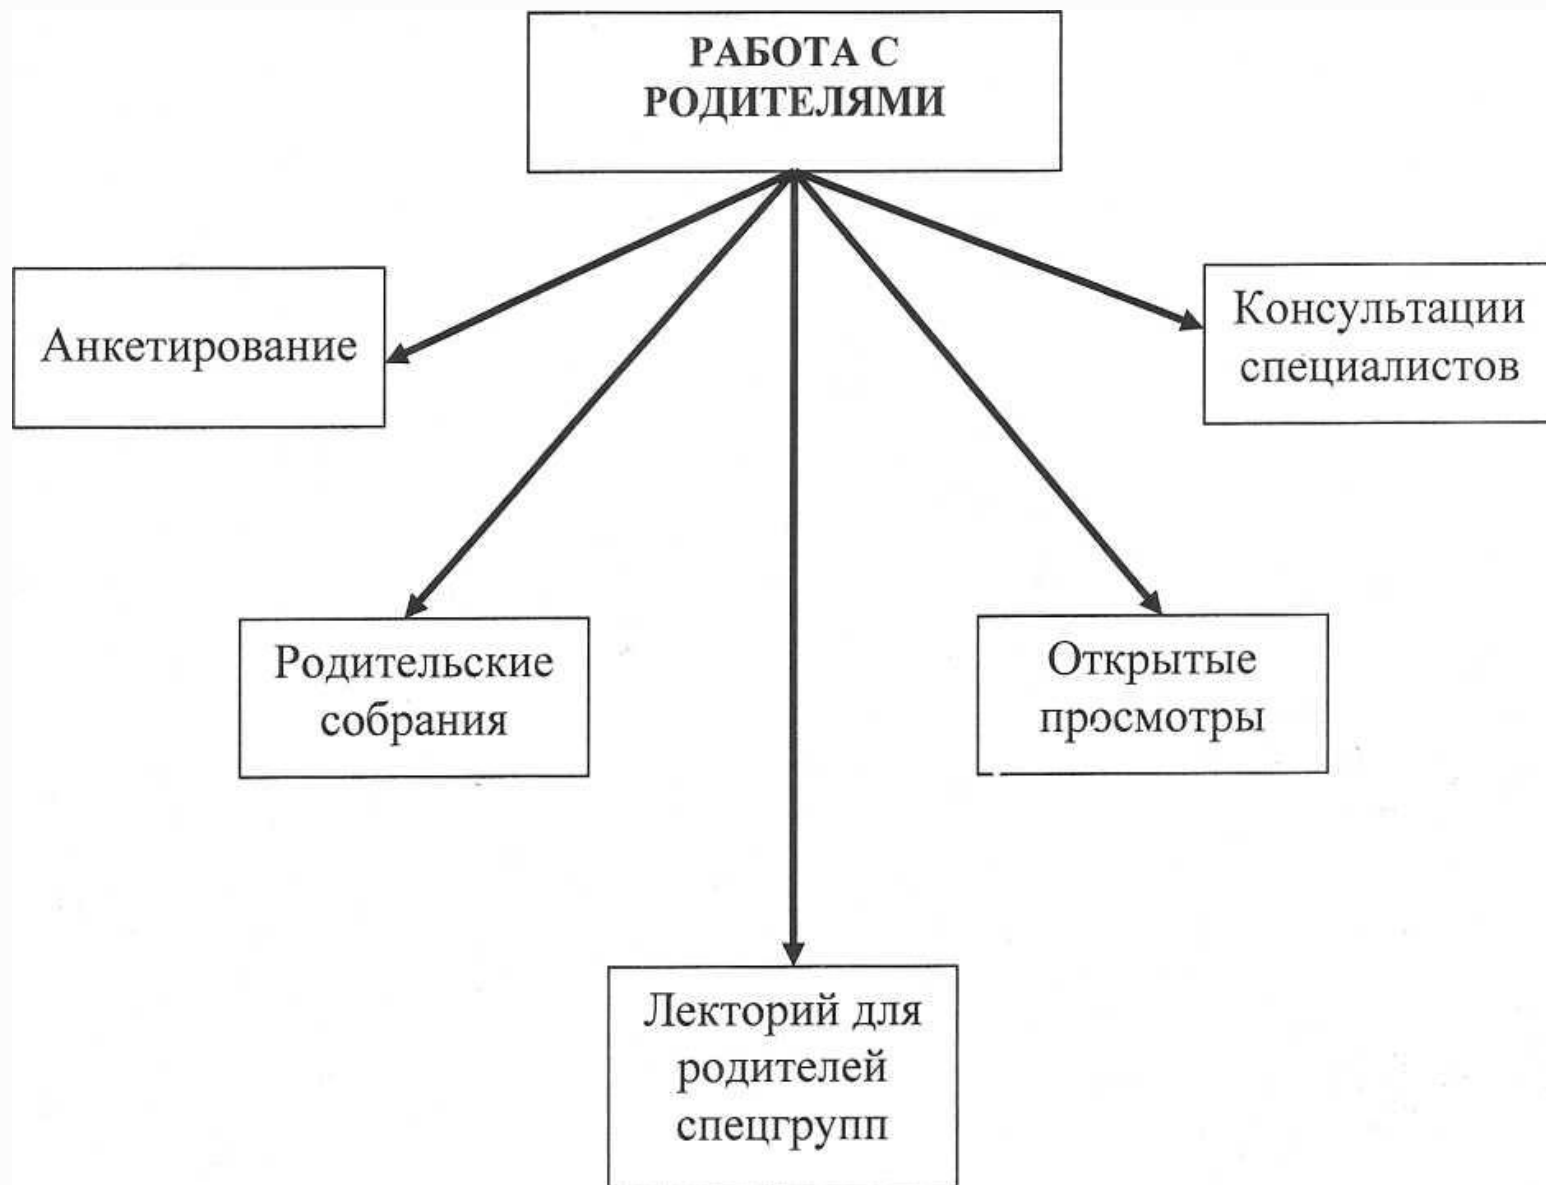 РАБОТА С
РОДИТЕЛЯМИ
Анкетирование
Консультации
специалистов
Родительские
собрания
Открытые
просмотры
Лекторий для
родителей
спецгрупп